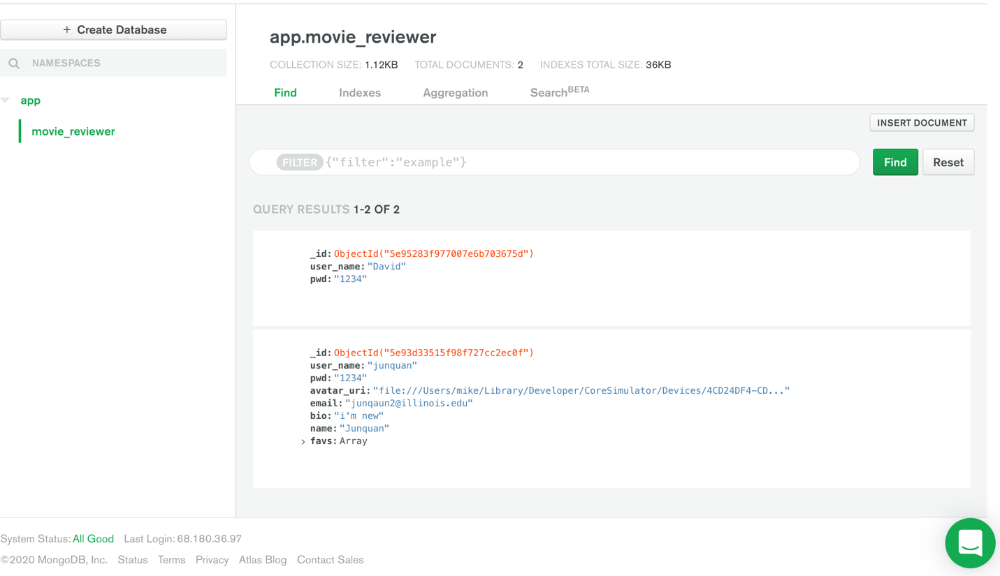 + Create Database
NAMESPACES
app
movie_reviewer
app.movie_reviewer
COLLECTION SIZE: 1.12KB TOTAL DOCUMENTS: 2 INDEXES TOTAL SIZE: 36KB
Find Indexes Aggregation SearchBETA
INSERT DOCUMENT
FILTER {"filter":"example"} Find Reset
QUERY RESULTS 1-2 OF 2
_id: ObjectId("5e95283f977007e6b703675d")
user_name: "David"
pwd: "1234"
_id: ObjectId("5e93d33515f98f727cc2ec0f")
user_name: "junquan"
pwd: "1234"
avatar_uri: "file:///Users/mike/Library/Developer/CoreSimulator/Devices/4CD24DF4-CD..."
email: "junqaun2@illinois.edu"
bio: "i'm new"
name: "Junquan"
> favs: Array
System Status: All Good Last Login: 68.180.36.97
©2020 MongoDB, Inc. Status Terms Privacy Atlas Blog Contact Sales